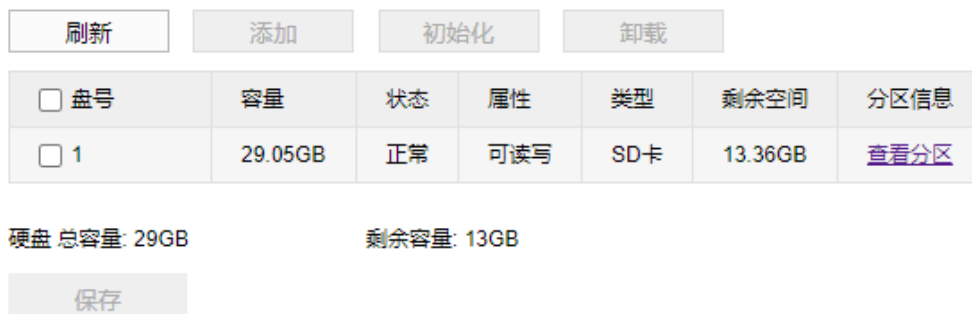 刷新 添加 初始化 卸载
盘号 容量 状态 属性 类型 剩余空间 分区信息
1 29.05GB 正常 可读写 SD卡 13.36GB 查看分区
硬盘 总容量: 29GB 剩余容量: 13GB
保存